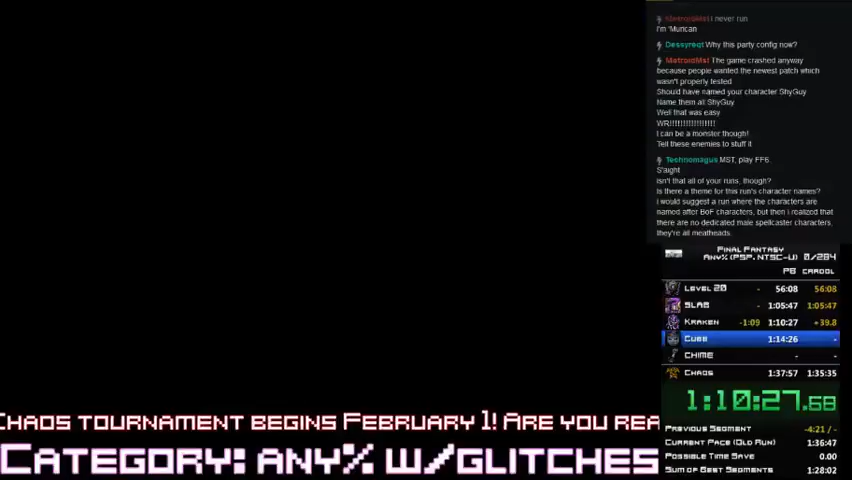 MetroidMst I never run
I'm 'Murican
Dessyreqt Why this party config now?
MetroidMst The game crashed anyway
because people wanted the newest patch which
wasn't properly tested
Should have named your character ShyGuy
Name them all ShyGuy
Well that was easy
WR!!!!!!!!!!!!!!!!!
I can be a monster though!
Tell these enemies to stuff it
Technomagus MST, play FF6.
S'aight
Isn't that all of your runs, though?
Is there a theme for this run's character names?
I would suggest a run where the characters are
named after BoF characters, but then I realized that
there are no dedicated male spellcaster characters,
they're all meatheads.
Final Fantasy
Any% (PSP, NTSC-U) 0/284
PB Cardol
Level 20 - 56:08 56:08
Slab - 1:05:47 1:05:47
Kraken -1:09 1:10:27 +39.8
Cube 1:14:26 -
Chime - -
Chaos 1:37:57 1:35:35
1:10:27.58
Previous Segment -4:21 / -
Current Pace (Old Run) 1:36:47
Possible Time Save 0.00
Sum of Best Segments 1:28:02
Chaos tournament begins February 1! Are you rea
Category: any% w/glitches